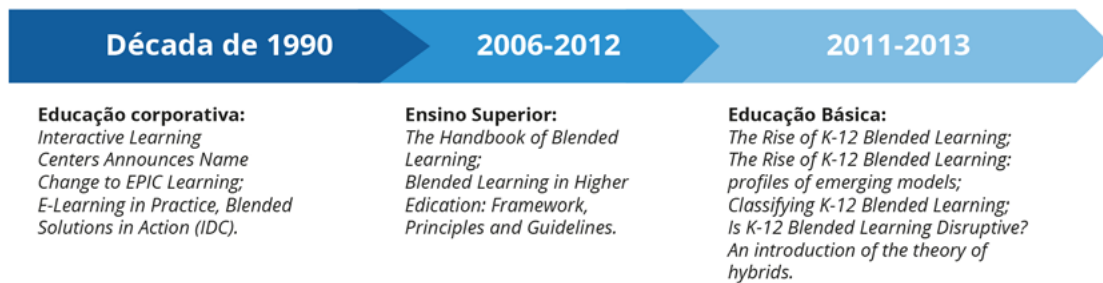 Década de 1990
2006-2012
2011-2013
Educação corporativa:
Interactive Learning
Centers Announces Name
Change to EPIC Learning;
E-Learning in Practice, Blended
Solutions in Action (IDC).
Ensino Superior:
The Handbook of Blended
Learning;
Blended Learning in Higher
Edication: Framework,
Principles and Guidelines.
Educação Básica:
The Rise of K-12 Blended Learning;
The Rise of K-12 Blended Learning:
profiles of emerging models;
Classifying K-12 Blended Learning;
Is K-12 Blended Learning Disruptive?
An introduction of the theory of
hybrids.